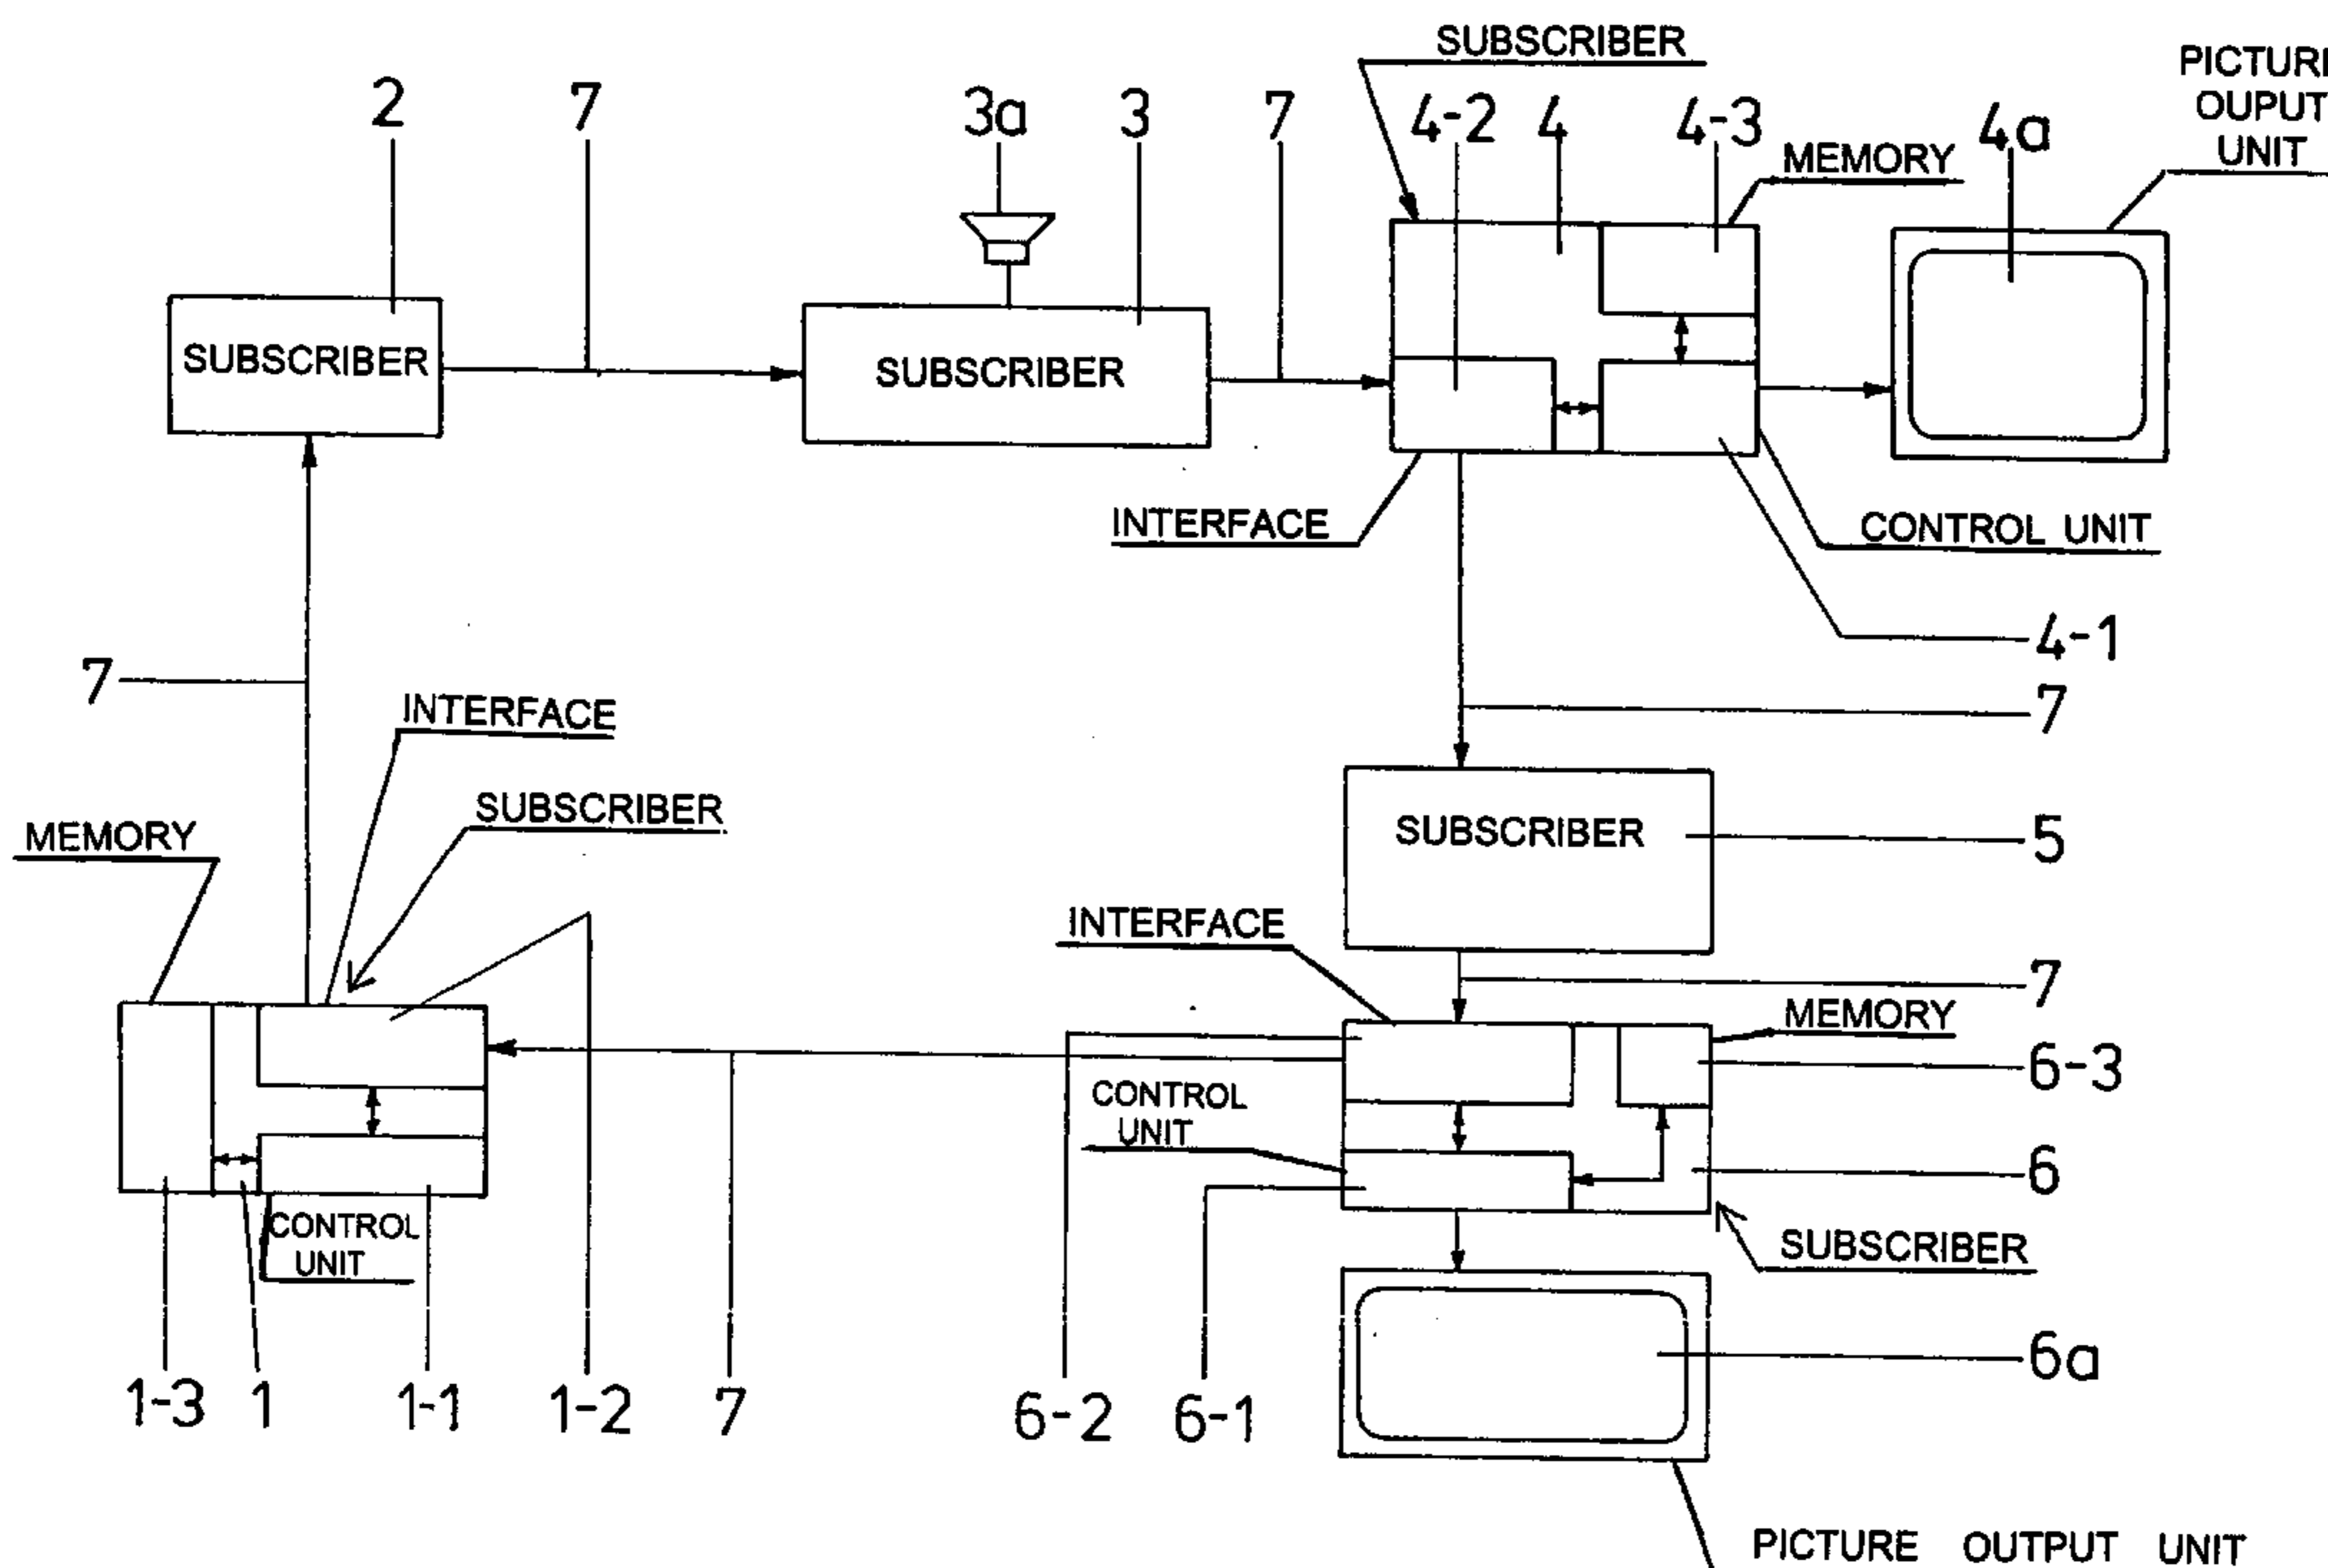 SUBSCRIBER
PICTURE
OUPUT
UNIT
2
7
3a
3
7
4-2
4
4-3
4a
MEMORY
SUBSCRIBER
SUBSCRIBER
INTERFACE
CONTROL UNIT
4-1
7
7
INTERFACE
SUBSCRIBER
MEMORY
SUBSCRIBER
5
INTERFACE
7
MEMORY
6-3
CONTROL
UNIT
6
CONTROL
UNIT
SUBSCRIBER
6a
1-3
1
1-1
1-2
7
6-2
6-1
PICTURE OUTPUT UNIT